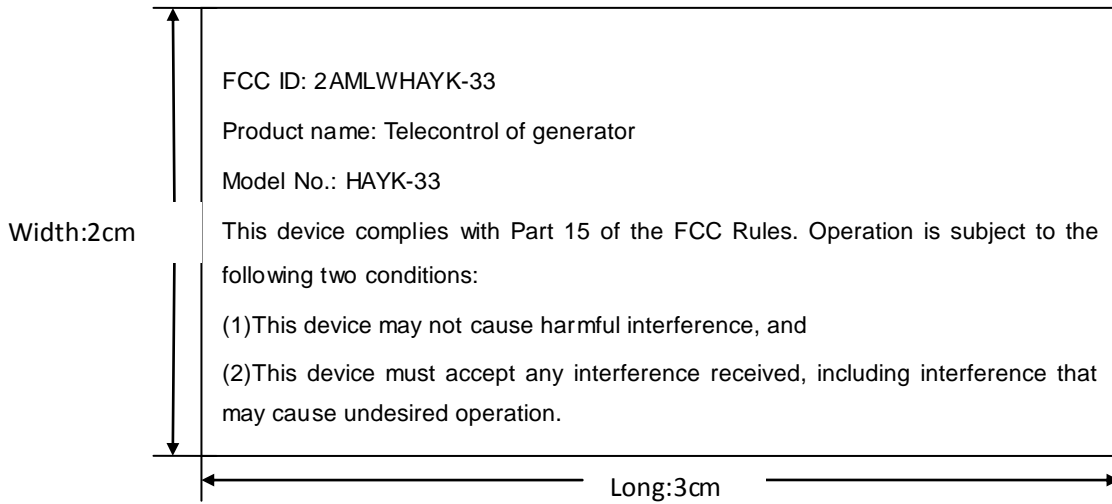 FCC ID: 2AMLWHAYK-33
Product name: Telecontrol of generator
Model No.: HAYK-33
Width:2cm
This device complies with Part 15 of the FCC Rules. Operation is subject to the
following two conditions:
(1)This device may not cause harmful interference, and
(2)This device must accept any interference received, including interference that
may cause undesired operation.
Long:3cm